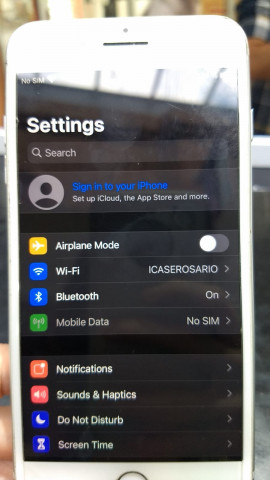 No SIM
Settings
Search
Sign in to your iPhone
Set up iCloud, the App Store and more.
Airplane Mode
Wi-Fi ICASEROSARIO
Bluetooth On
Mobile Data No SIM
Notifications
Sounds & Haptics
Do Not Disturb
Screen Time